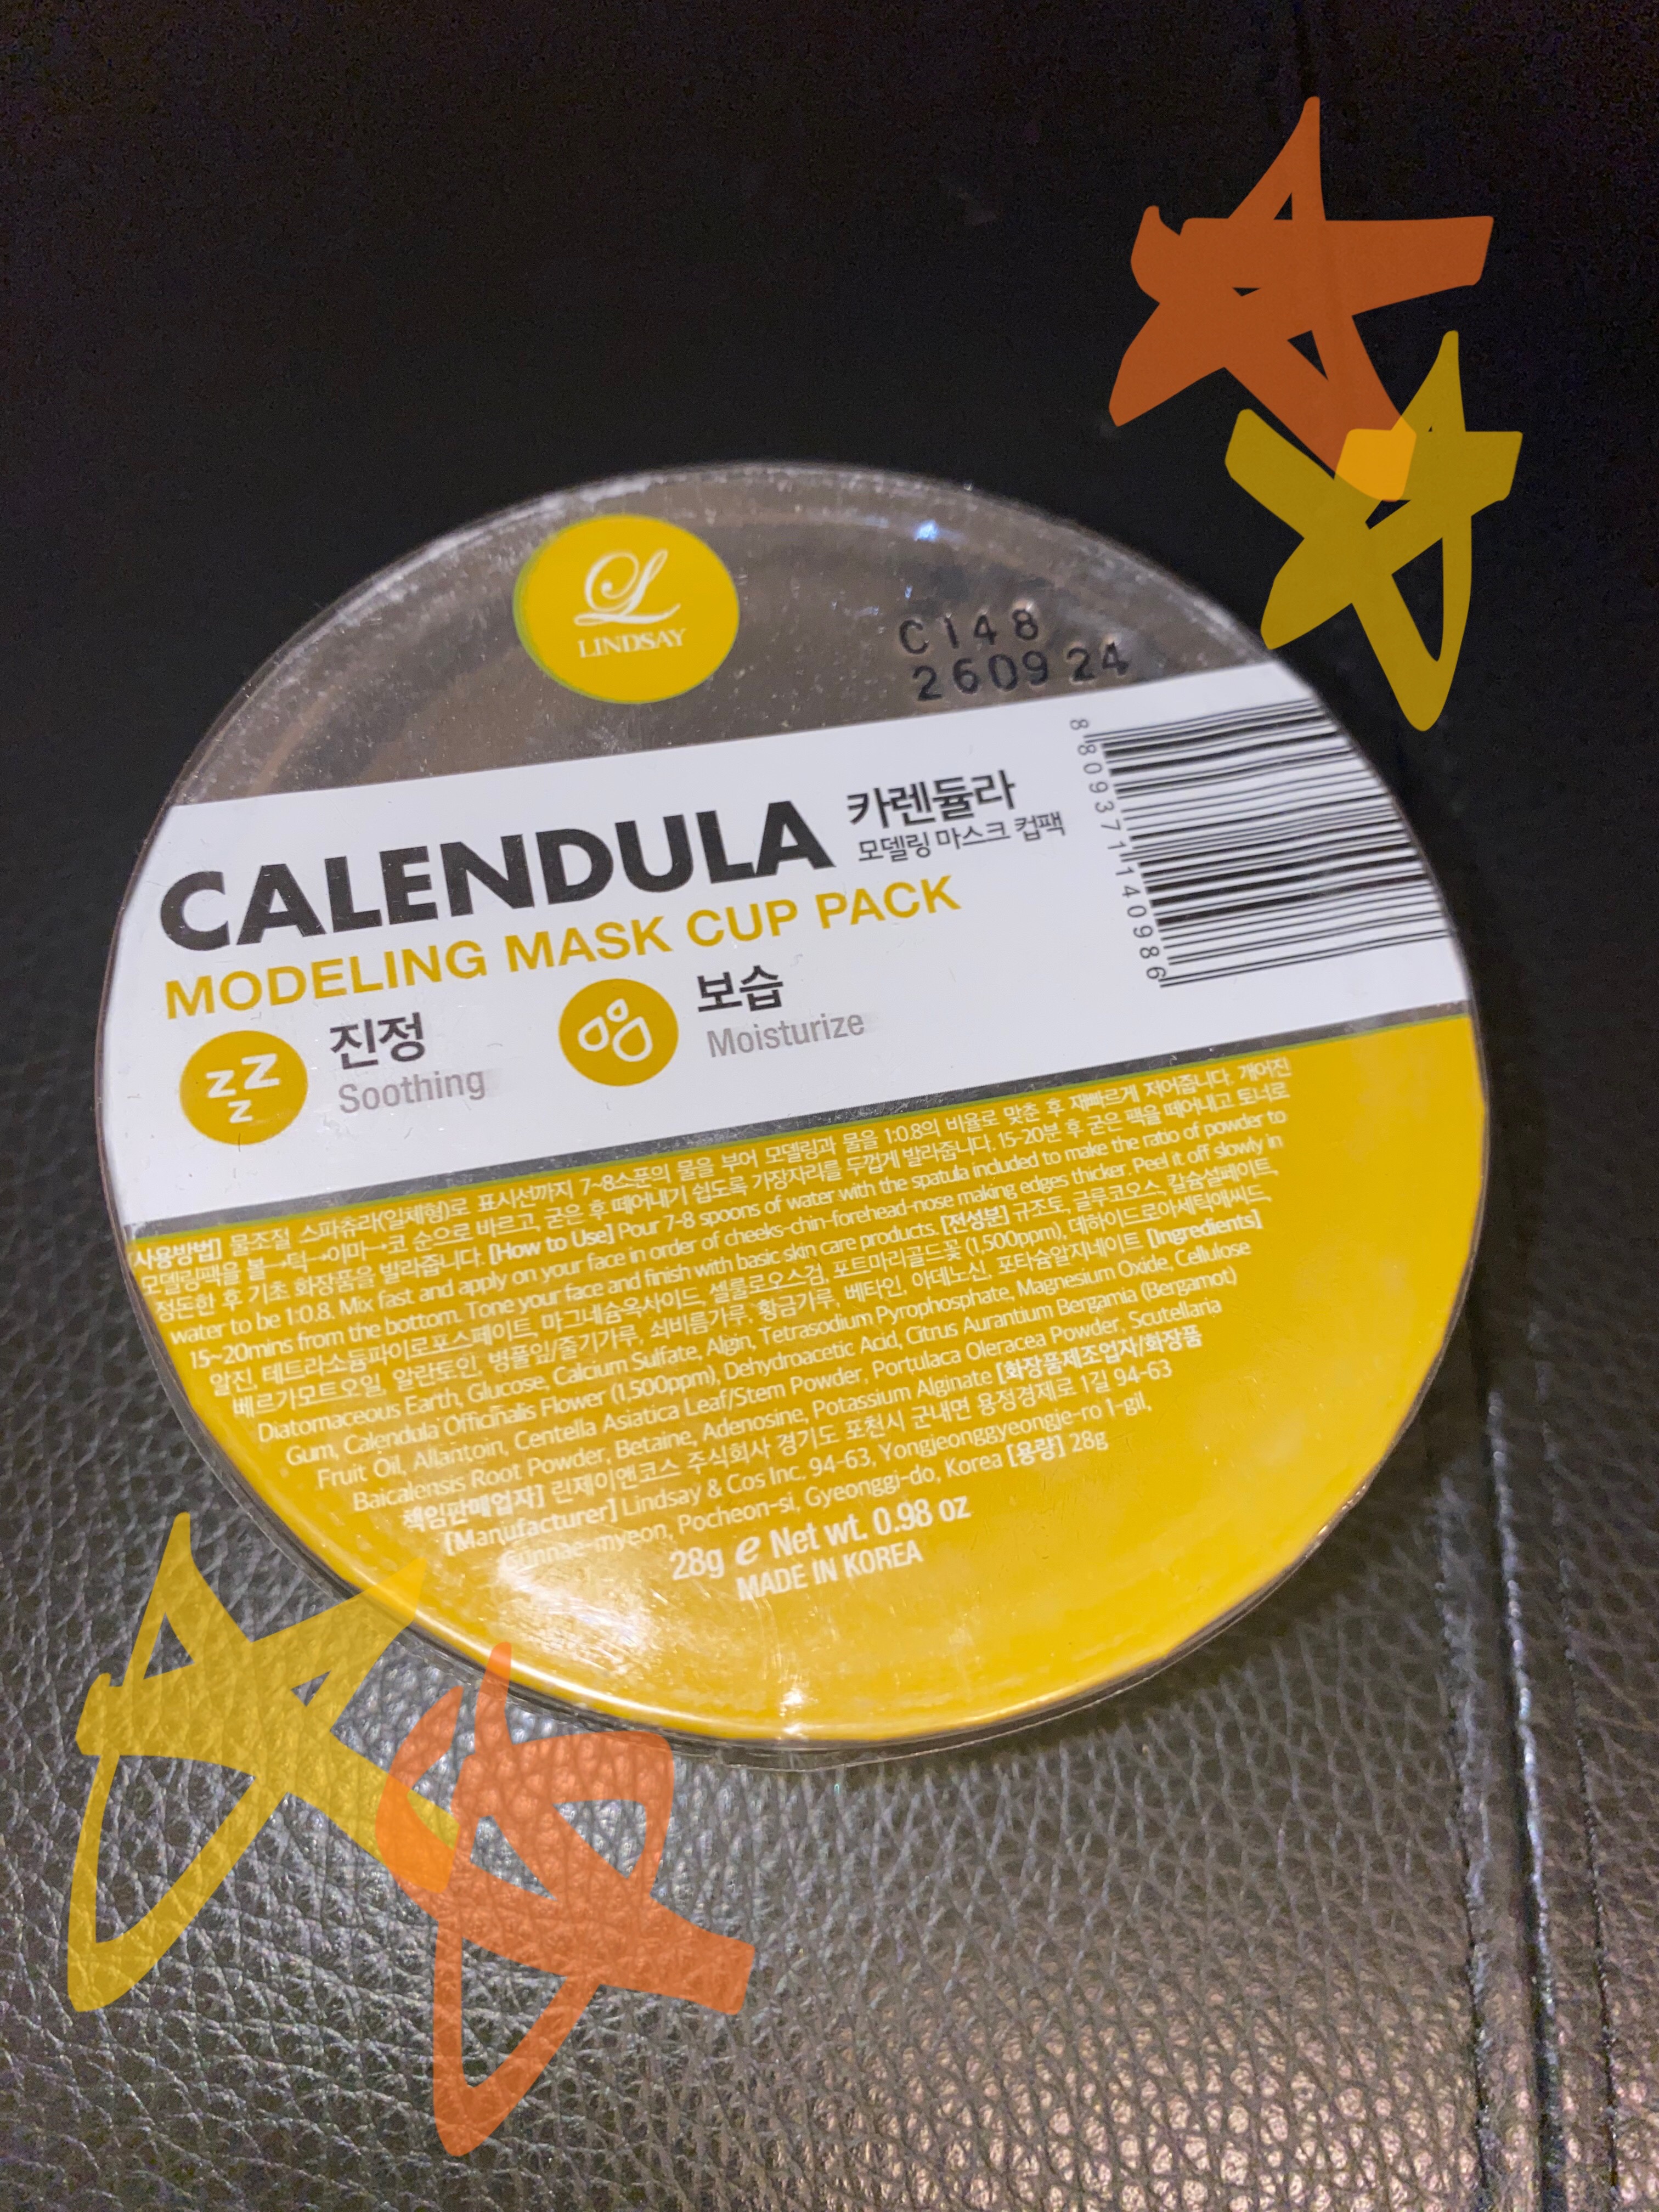 L
LINDSAY
C148
260924
CALENDULA 카렌듈라
모델링 마스크 컵팩
MODELING MASK CUP PACK
8 809371 140986
진정
Soothing
보습
Moisturize
사용방법] 물조절 스파츄라(일체형)로 표시선까지 7~8스푼의 물을 부어 모델링과 물을 1:0.8의 비율로 맞춘 후 재빠르게 저어줍니다. 개어진
모델링팩을 볼→턱→이마→코 순으로 바르고, 굳은 후 떼어내기 쉽도록 가장자리를 두껍게 발라줍니다. 15-20분 후 굳은 팩을 떼어내고 토너로
정돈한 후 기초 화장품을 발라줍니다. [How to Use] Pour 7-8 spoons of water with the spatula included to make the ratio of powder to
water to be 1:0.8. Mix fast and apply on your face in order of cheeks-chin-forehead-nose making edges thicker. Peel it off slowly in
15~20mins from the bottom. Tone your face and finish with basic skin care products. [전성분] 규조토, 글루코오스, 칼슘설페이트,
알진, 테트라소듐파이로포스페이트, 마그네슘옥사이드, 셀룰로오스검, 포트마리골드꽃 (1,500ppm), 데하이드로아세틱애씨드,
베르가모트오일, 알란토인, 병풀잎/줄기가루, 쇠비름가루, 황금가루, 베타인, 아데노신, 포타슘알지네이트 [Ingredients]
Diatomaceous Earth, Glucose, Calcium Sulfate, Algin, Tetrasodium Pyrophosphate, Magnesium Oxide, Cellulose
Gum, Calendula Officinalis Flower (1,500ppm), Dehydroacetic Acid, Citrus Aurantium Bergamia (Bergamot)
Fruit Oil, Allantoin, Centella Asiatica Leaf/Stem Powder, Portulaca Oleracea Powder, Scutellaria
Baicalensis Root Powder, Betaine, Adenosine, Potassium Alginate [화장품제조업자/화장품
책임판매업자] 린제이앤코스 주식회사 경기도 포천시 군내면 용정경제로 1길 94-63
[Manufacturer] Lindsay & Cos Inc. 94-63, Yongjeonggyeongje-ro 1-gil,
Gunnae-myeon, Pocheon-si, Gyeonggi-do, Korea [용량] 28g
28g e Net wt. 0.98 oz
MADE IN KOREA